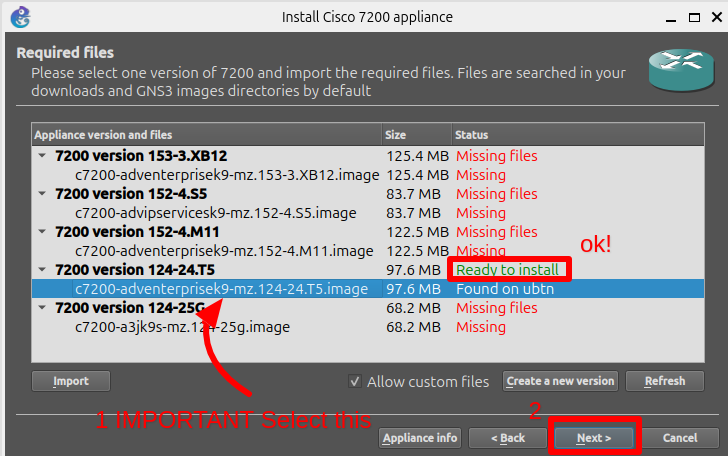 Install Cisco 7200 appliance
Required files
Please select one version of 7200 and import the required files. Files are searched in your
downloads and GNS3 images directories by default
Appliance version and files Size Status
7200 version 153-3.XB12 125.4 MB Missing files
c7200-adventerprisek9-mz.153-3.XB12.image 125.4 MB Missing
7200 version 152-4.S5 83.7 MB Missing files
c7200-advipservicesk9-mz.152-4.S5.image 83.7 MB Missing
7200 version 152-4.M11 122.5 MB Missing files
c7200-adventerprisek9-mz.152-4.M11.image 122.5 MB Missing
ok!
7200 version 124-24.T5 97.6 MB Ready to install
c7200-adventerprisek9-mz.124-24.T5.image 97.6 MB Found on ubtn
7200 version 124-25G 68.2 MB Missing files
c7200-a3jk9s-mz.124-25g.image 68.2 MB Missing
Import Allow custom files Create a new version Refresh
1 IMPORTANT Select this 2
Appliance info < Back Next > Cancel